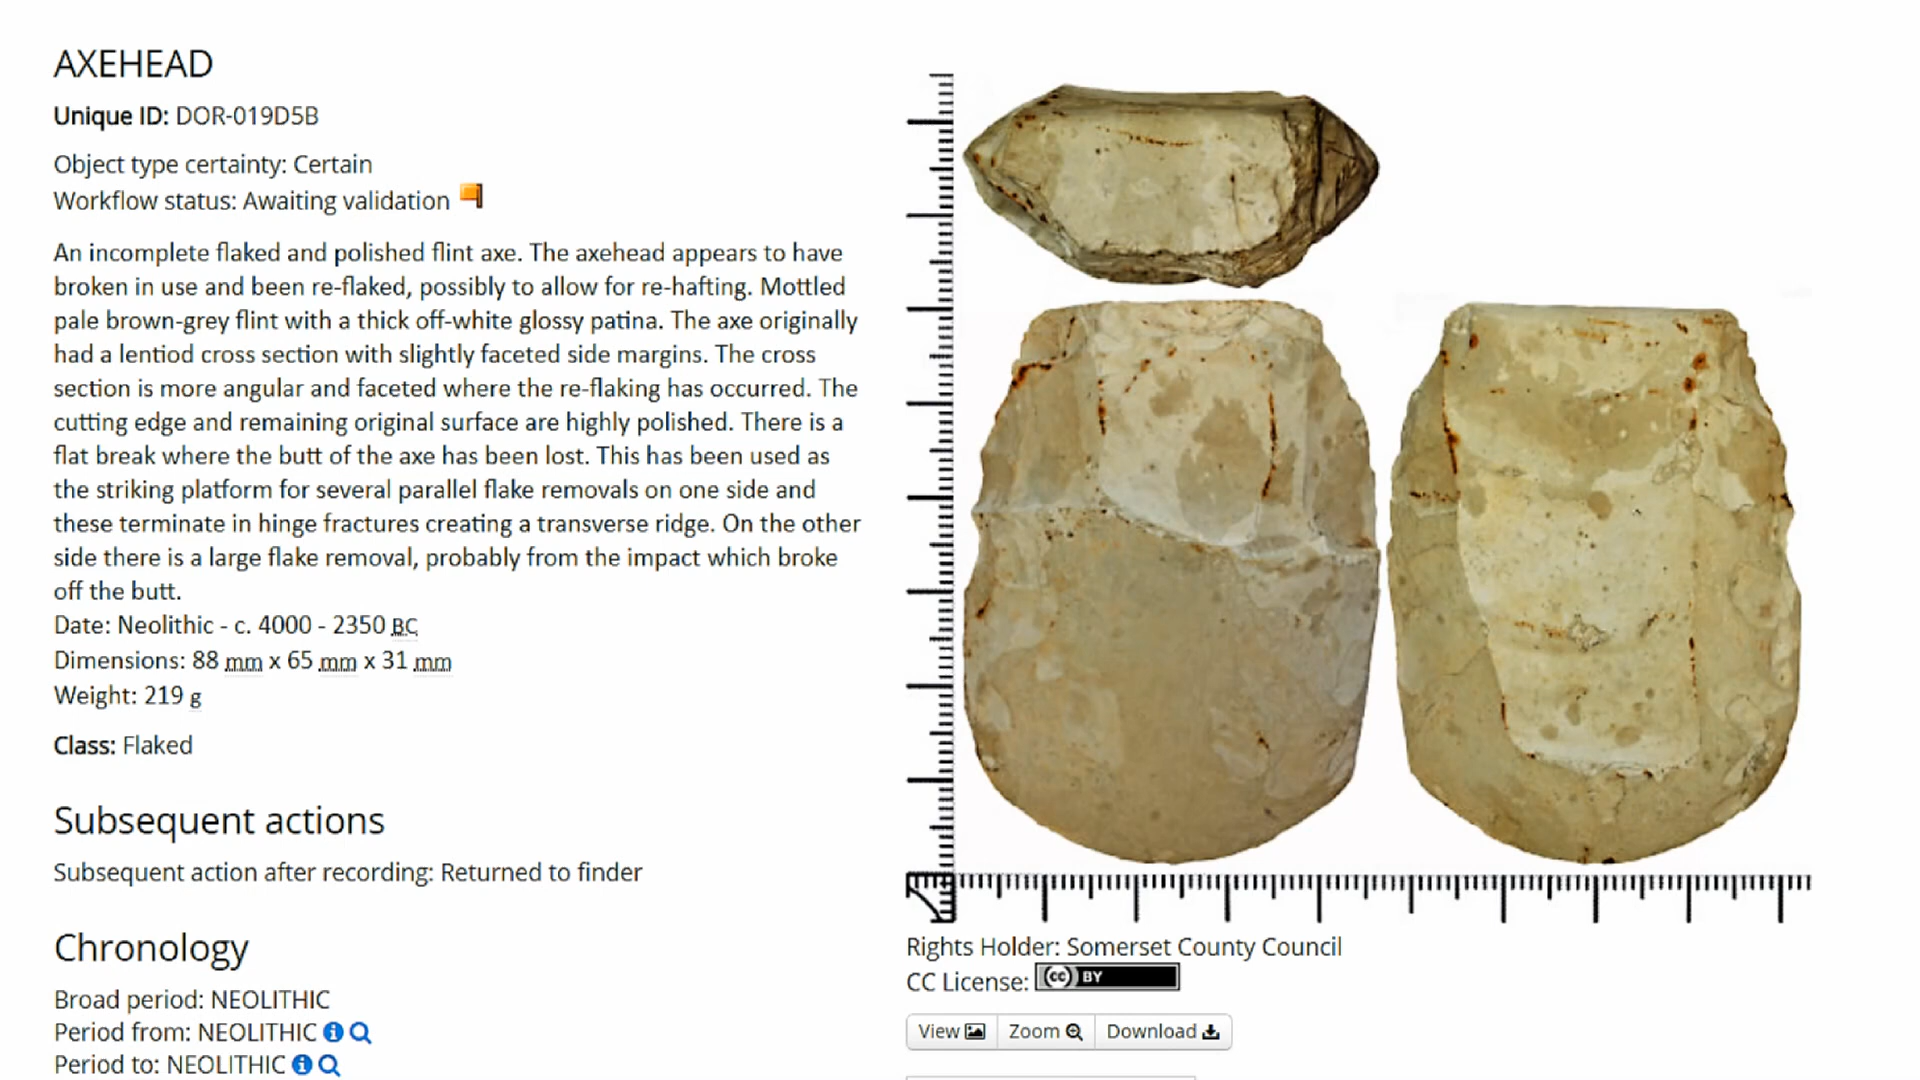 AXEHEAD
Unique ID: DOR-019D5B
Object type certainty: Certain
Workflow status: Awaiting validation
An incomplete flaked and polished flint axe. The axehead appears to have
broken in use and been re-flaked, possibly to allow for re-hafting. Mottled
pale brown-grey flint with a thick off-white glossy patina. The axe originally
had a lentiod cross section with slightly faceted side margins. The cross
section is more angular and faceted where the re-flaking has occurred. The
cutting edge and remaining original surface are highly polished. There is a
flat break where the butt of the axe has been lost. This has been used as
the striking platform for several parallel flake removals on one side and
these terminate in hinge fractures creating a transverse ridge. On the other
side there is a large flake removal, probably from the impact which broke
off the butt.
Date: Neolithic - c. 4000 - 2350 BC
Dimensions: 88 mm x 65 mm x 31 mm
Weight: 219 g
Class: Flaked
Subsequent actions
Subsequent action after recording: Returned to finder
Chronology
Broad period: NEOLITHIC
Period from: NEOLITHIC
Period to: NEOLITHIC
Rights Holder: Somerset County Council
CC License: cc BY
View Zoom Download